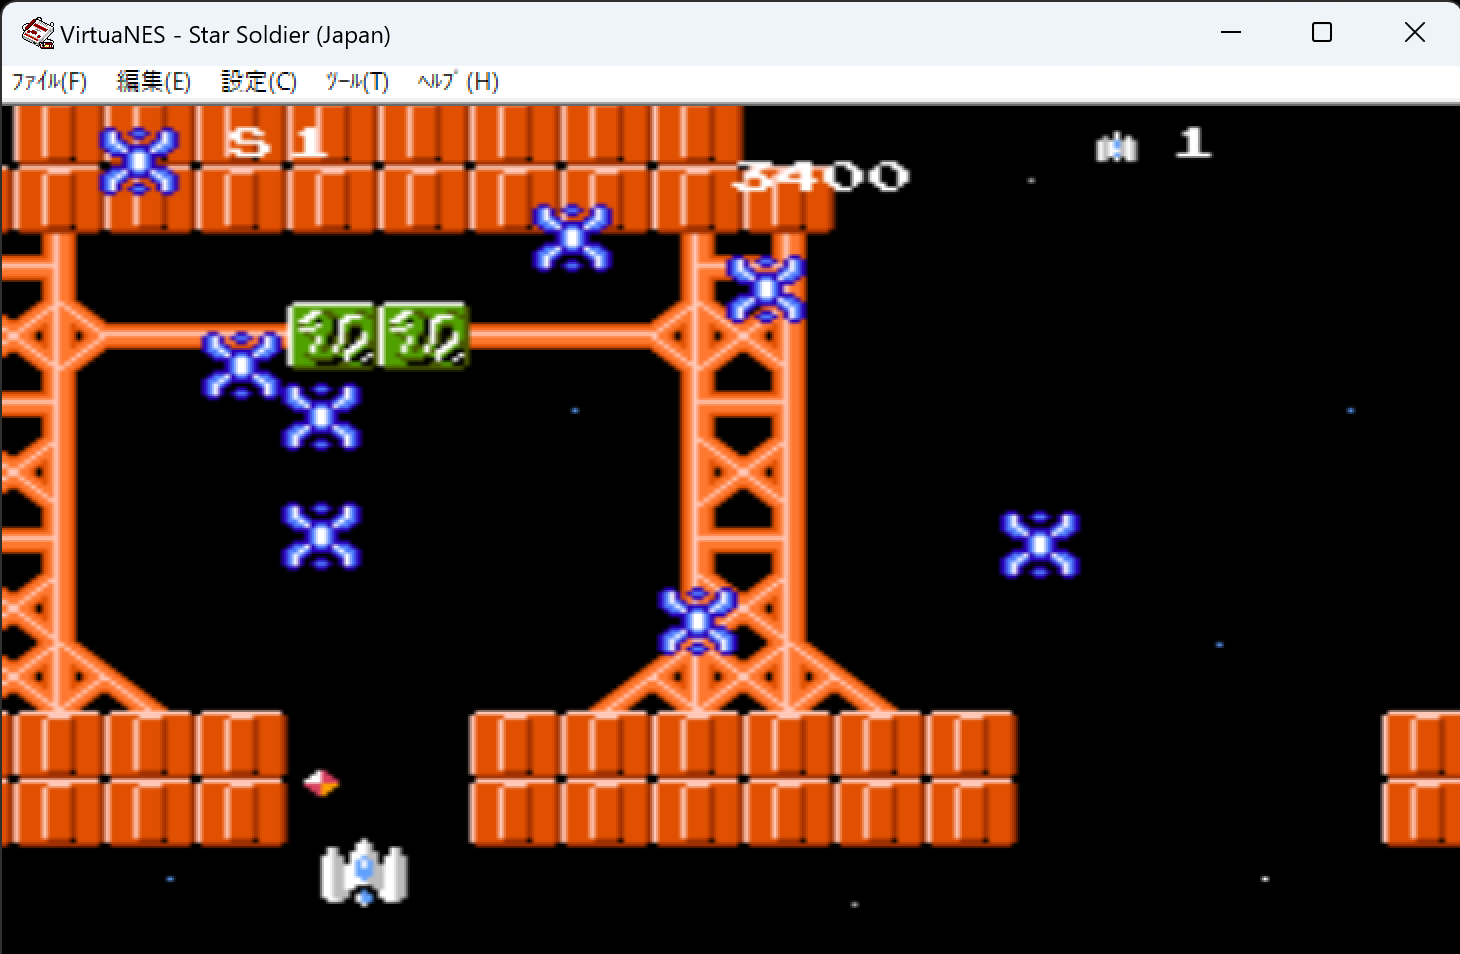 VirtuaNES - Star Soldier (Japan)
ﾌｧｲﾙ(F) 編集(E) 設定(C) ﾂｰﾙ(T) ﾍﾙﾌﾟ(H)
S 1 1
3400